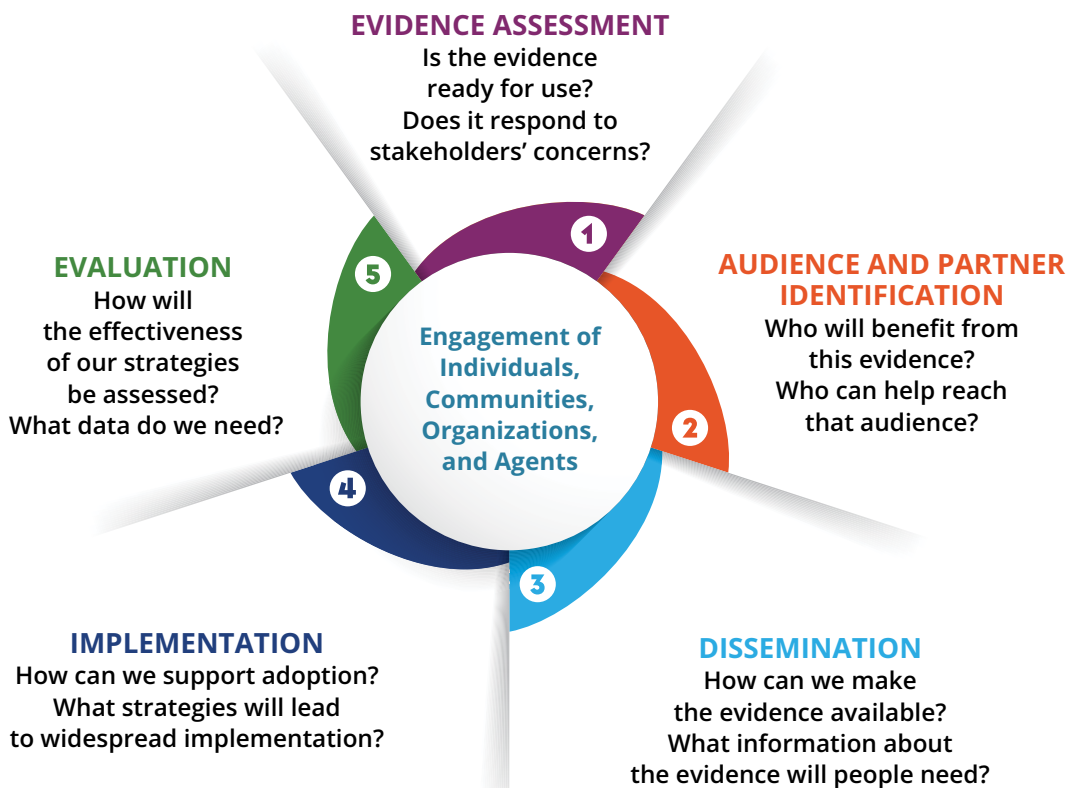 EVIDENCE ASSESSMENT
Is the evidence
ready for use?
Does it respond to
stakeholders’ concerns?
1
AUDIENCE AND PARTNER
IDENTIFICATION
Who will benefit from
this evidence?
Who can help reach
that audience?
2
DISSEMINATION
How can we make
the evidence available?
What information about
the evidence will people need?
3
IMPLEMENTATION
How can we support adoption?
What strategies will lead
to widespread implementation?
4
EVALUATION
How will
the effectiveness
of our strategies
be assessed?
What data do we need?
5
Engagement of
Individuals,
Communities,
Organizations,
and Agents